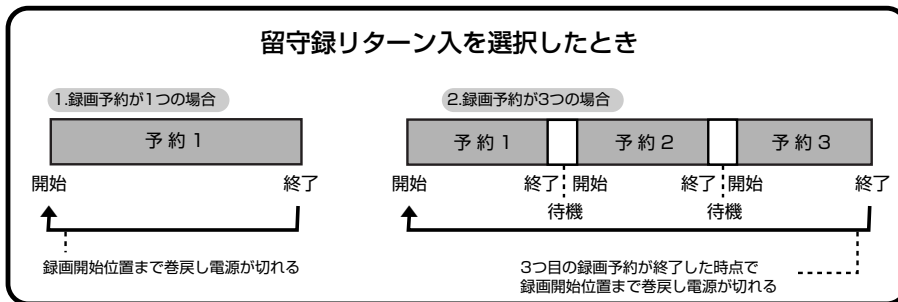 留守録リターン入を選択したとき
1.録画予約が1つの場合
予約1
開始 終了
録画開始位置まで巻戻し電源が切れる
2.録画予約が3つの場合
予約1 予約2 予約3
開始 終了 開始 終了 開始 終了
待機 待機
3つ目の録画予約が終了した時点で
録画開始位置まで巻戻し電源が切れる